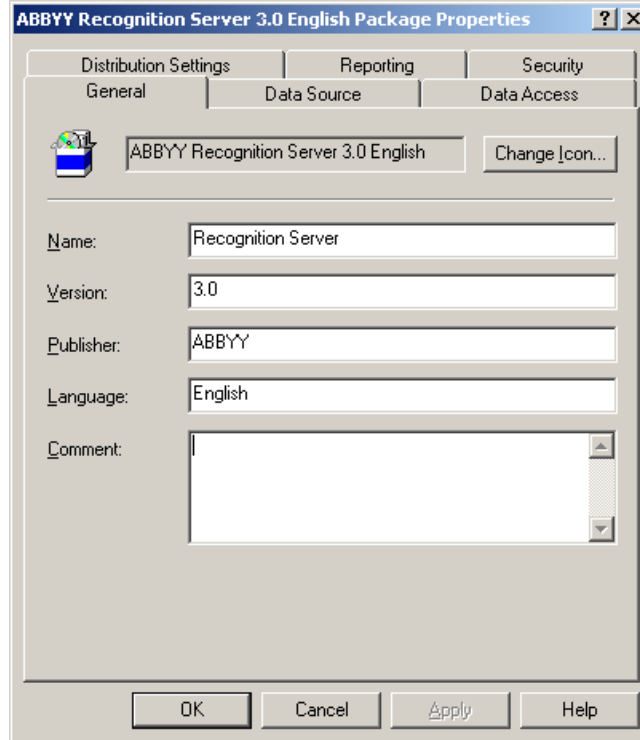 ABBYY Recognition Server 3.0 English Package Properties
Distribution Settings Reporting Security
General Data Source Data Access
ABBYY Recognition Server 3.0 English Change Icon...
Name: Recognition Server
Version: 3.0
Publisher: ABBYY
Language: English
Comment:
OK Cancel Apply Help